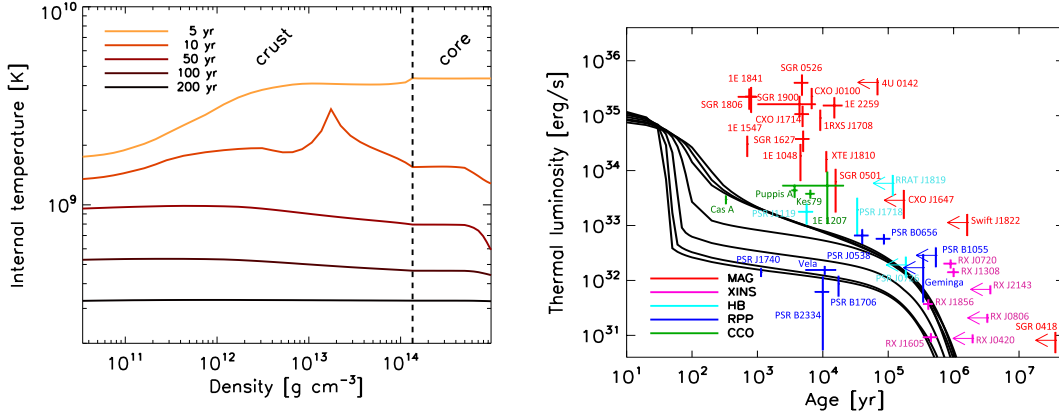 10^10
10^9
Internal temperature [K]
5 yr
10 yr
50 yr
100 yr
200 yr
crust
core
10^11
10^12
10^13
10^14
Density [g cm^-3]
Thermal luminosity [erg/s]
10^36
10^35
10^34
10^33
10^32
10^31
SGR 0526
1E 1841
CXO J0100
4U 0142
SGR 1806
SGR 1900
1E 2259
CXO J1714
1RXS J1708
1E 1547
SGR 1627
1E 1048
XTE J1810
SGR 0501
RRAT J1819
Puppis A
Kes79
CXO J1647
Cas A
PSR J1119
1E 1207
PSR J1718
Swift J1822
PSR B0656
PSR J0538
PSR B1055
PSR J1740
Vela
RX J0720
RX J1308
Geminga
RX J2143
PSR B1706
RX J1856
PSR B2334
RX J0806
SGR 0418
RX J1605
RX J0420
MAG
XINS
HB
RPP
CCO
10^1
10^2
10^3
10^4
10^5
10^6
10^7
Age [yr]